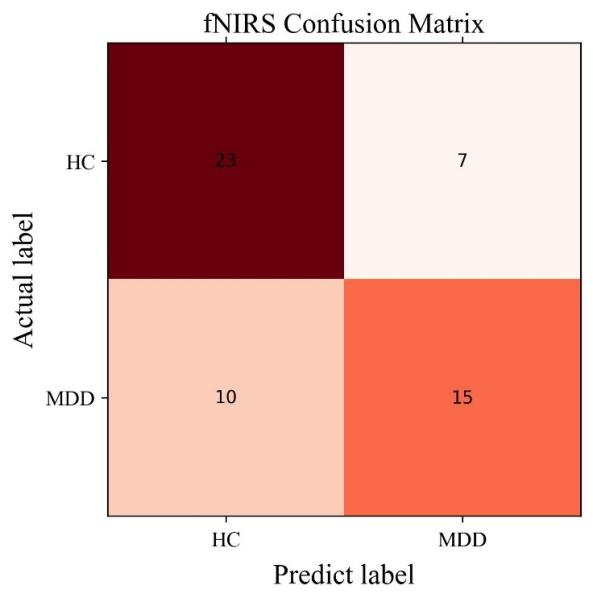 fNIRS Confusion Matrix
HC
23
7
Actual label
MDD
10
15
HC
MDD
Predict label